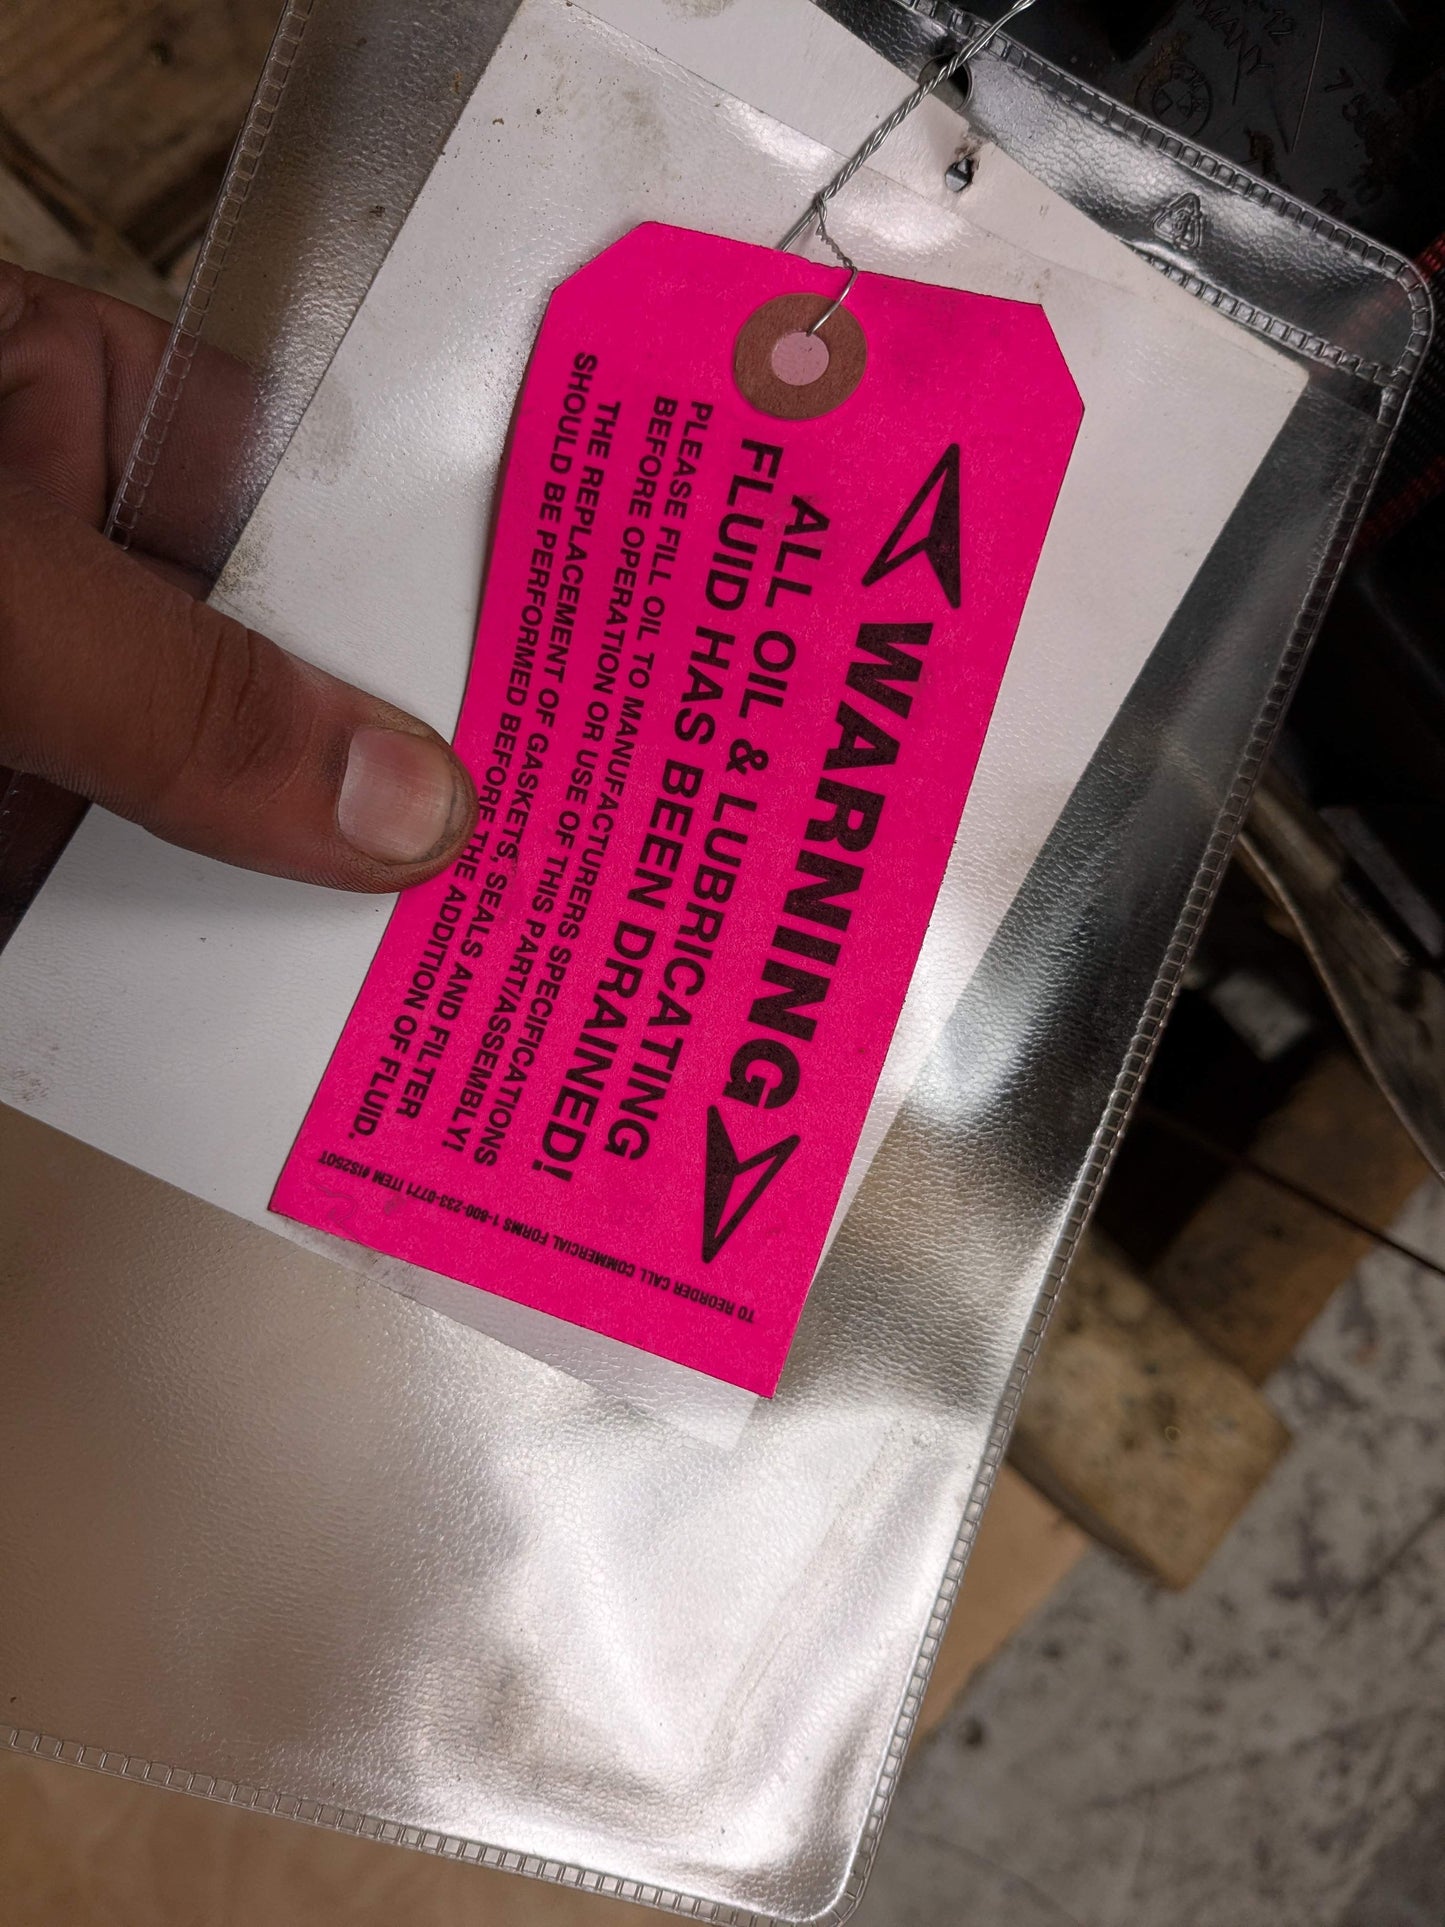 WARNING
ALL OIL & LUBRICATING
FLUID HAS BEEN DRAINED!
PLEASE FILL OIL TO MANUFACTURERS SPECIFICATIONS
BEFORE OPERATION OR USE OF THIS PART/ASSEMBLY!
THE REPLACEMENT OF GASKETS, SEALS AND FILTER
SHOULD BE PERFORMED BEFORE THE ADDITION OF FLUID.
TO REORDER CALL COMMERCIAL FORMS 1-800-233-0771 ITEM #IS250T